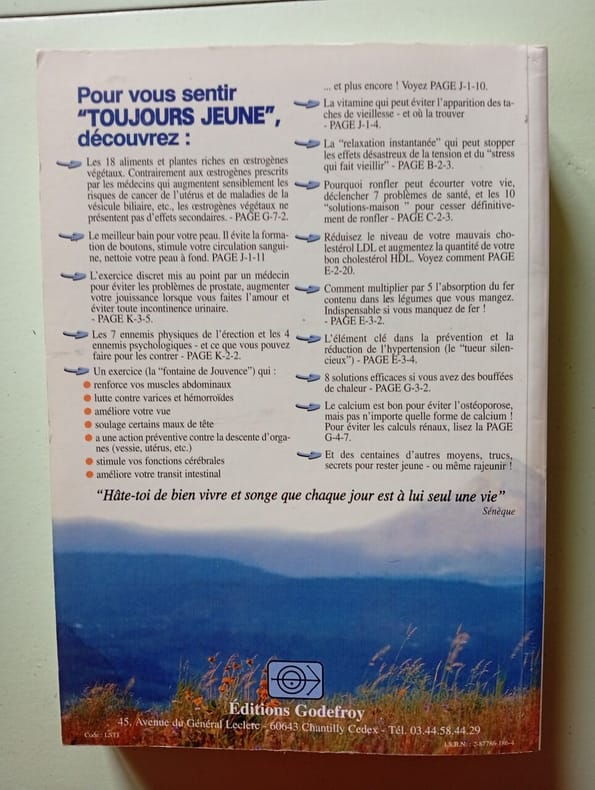 Pour vous sentir
"TOUJOURS JEUNE",
découvrez :
Les 18 aliments et plantes riches en œstrogènes
végétaux. Contrairement aux œstrogènes prescrits
par les médecins qui augmentent sensiblement les
risques de cancer de l'utérus et de maladies de la
vésicule biliaire, etc., les œstrogènes végétaux ne
présentent pas d'effets secondaires. - PAGE G-7-2.
Le meilleur bain pour votre peau. Il évite la forma-
tion de boutons, stimule votre circulation sangui-
ne, nettoie votre peau à fond. PAGE J-1-11
L'exercice discret mis au point par un médecin
pour éviter les problèmes de prostate, augmenter
votre jouissance lorsque vous faites l'amour et
éviter toute incontinence urinaire.
- PAGE K-3-5.
Les 7 ennemis physiques de l'érection et les 4
ennemis psychologiques - et ce que vous pouvez
faire pour les contrer - PAGE K-2-2.
Un exercice (la "fontaine de Jouvence") qui :
renforce vos muscles abdominaux
lutte contre varices et hémorroïdes
améliore votre vue
soulage certains maux de tête
a une action préventive contre la descente d'orga-
nes (vessie, utérus, etc.)
stimule vos fonctions cérébrales
améliore votre transit intestinal
... et plus encore ! Voyez PAGE J-1-10.
La vitamine qui peut éviter l'apparition des ta-
ches de vieillesse - et où la trouver
- PAGE J-1-4.
La "relaxation instantanée" qui peut stopper
les effets désastreux de la tension et du "stress
qui fait vieillir" - PAGE B-2-3.
Pourquoi ronfler peut écourter votre vie,
déclencher 7 problèmes de santé, et les 10
"solutions-maison" pour cesser définitive-
ment de ronfler - PAGE C-2-3.
Réduisez le niveau de votre mauvais cho-
lestérol LDL et augmentez la quantité de votre
bon cholestérol HDL. Voyez comment PAGE
E-2-20.
Comment multiplier par 5 l'absorption du fer
contenu dans les légumes que vous mangez.
Indispensable si vous manquez de fer !
- PAGE E-3-2.
L'élément clé dans la prévention et la
réduction de l'hypertension (le "tueur silen-
cieux") - PAGE E-3-4.
8 solutions efficaces si vous avez des bouffées
de chaleur - PAGE G-3-2.
Le calcium est bon pour éviter l'ostéoporose,
mais pas n'importe quelle forme de calcium !
Pour éviter les calculs rénaux, lisez la PAGE
G-4-7.
Et des centaines d'autres moyens, trucs,
secrets pour rester jeune - ou même rajeunir !
"Hâte-toi de bien vivre et songe que chaque jour est à lui seul une vie"
Sénèque
Éditions Godefroy
45, Avenue du Général Leclerc - 60643 Chantilly Cedex - Tél. 03.44.58.44.29
Code : LSTJ
I.S.B.N. : 2-87786-186-4